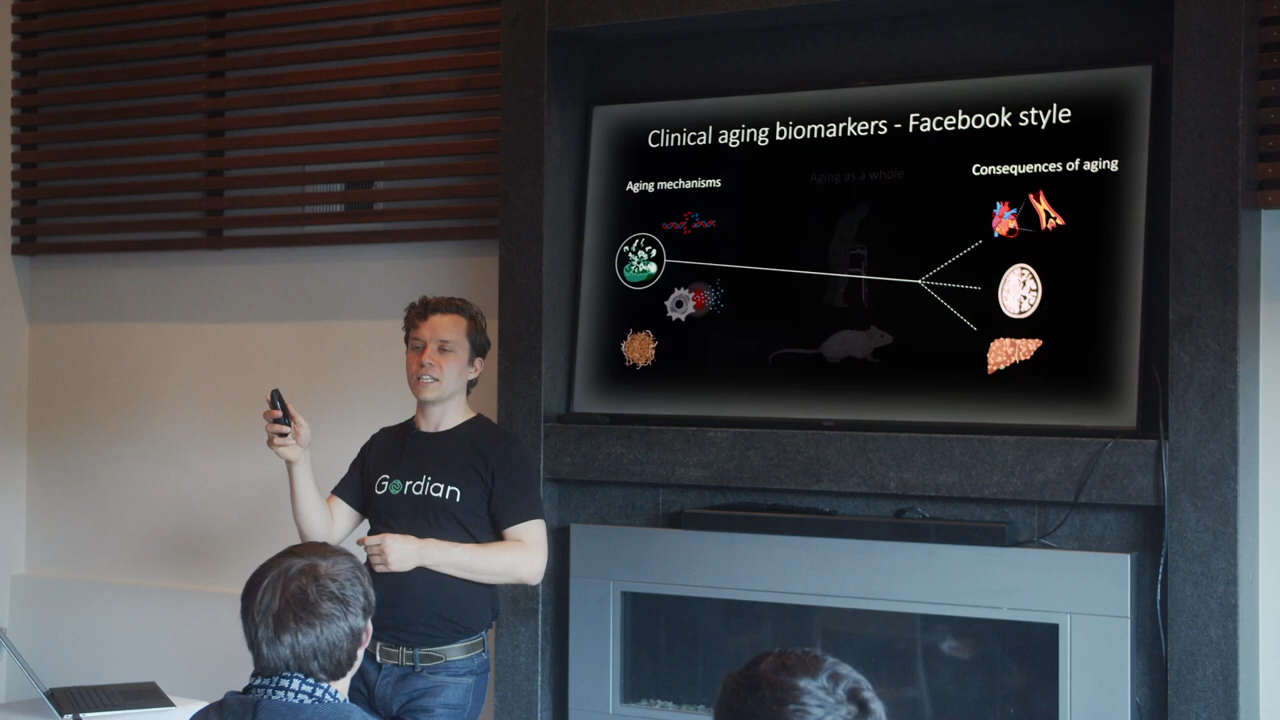 Clinical aging biomarkers - Facebook style
Aging mechanisms
Aging as a whole
Consequences of aging
Gordian